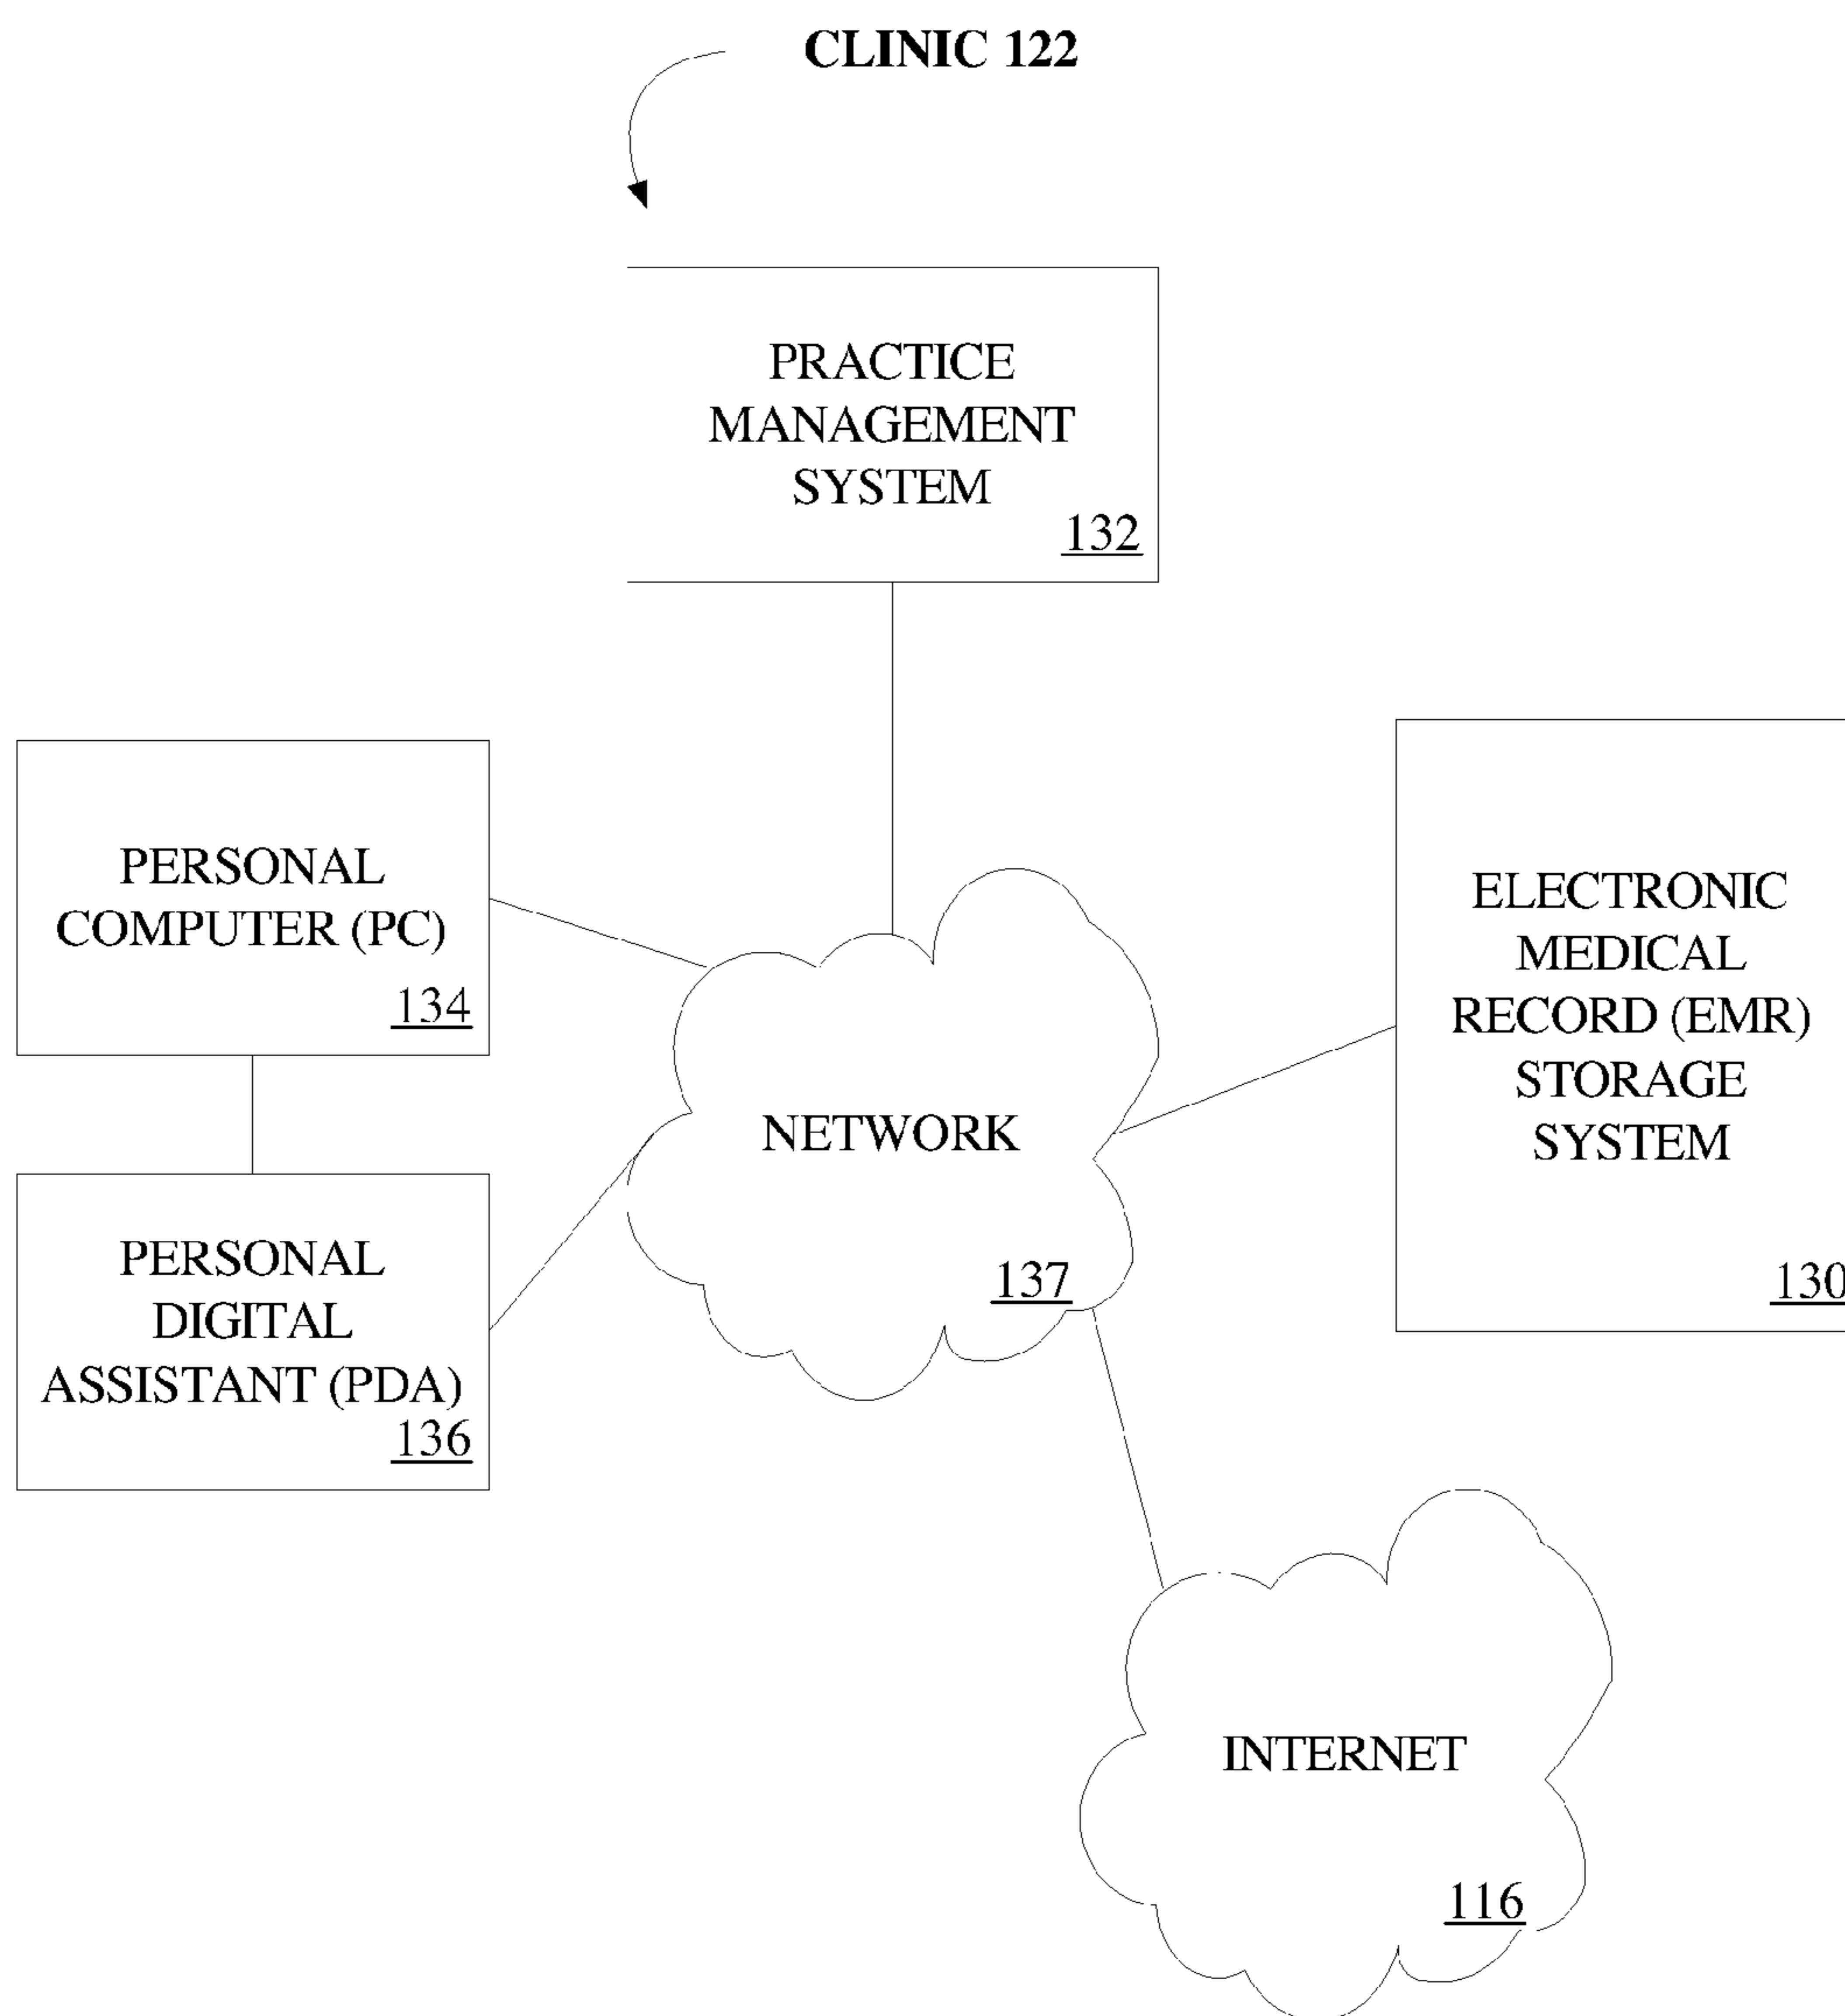 CLINIC 122
PRACTICE
MANAGEMENT
SYSTEM
132
PERSONAL
COMPUTER (PC)
134
PERSONAL
DIGITAL
ASSISTANT (PDA)
136
NETWORK
137
ELECTRONIC
MEDICAL
RECORD (EMR)
STORAGE
SYSTEM
130
INTERNET
116